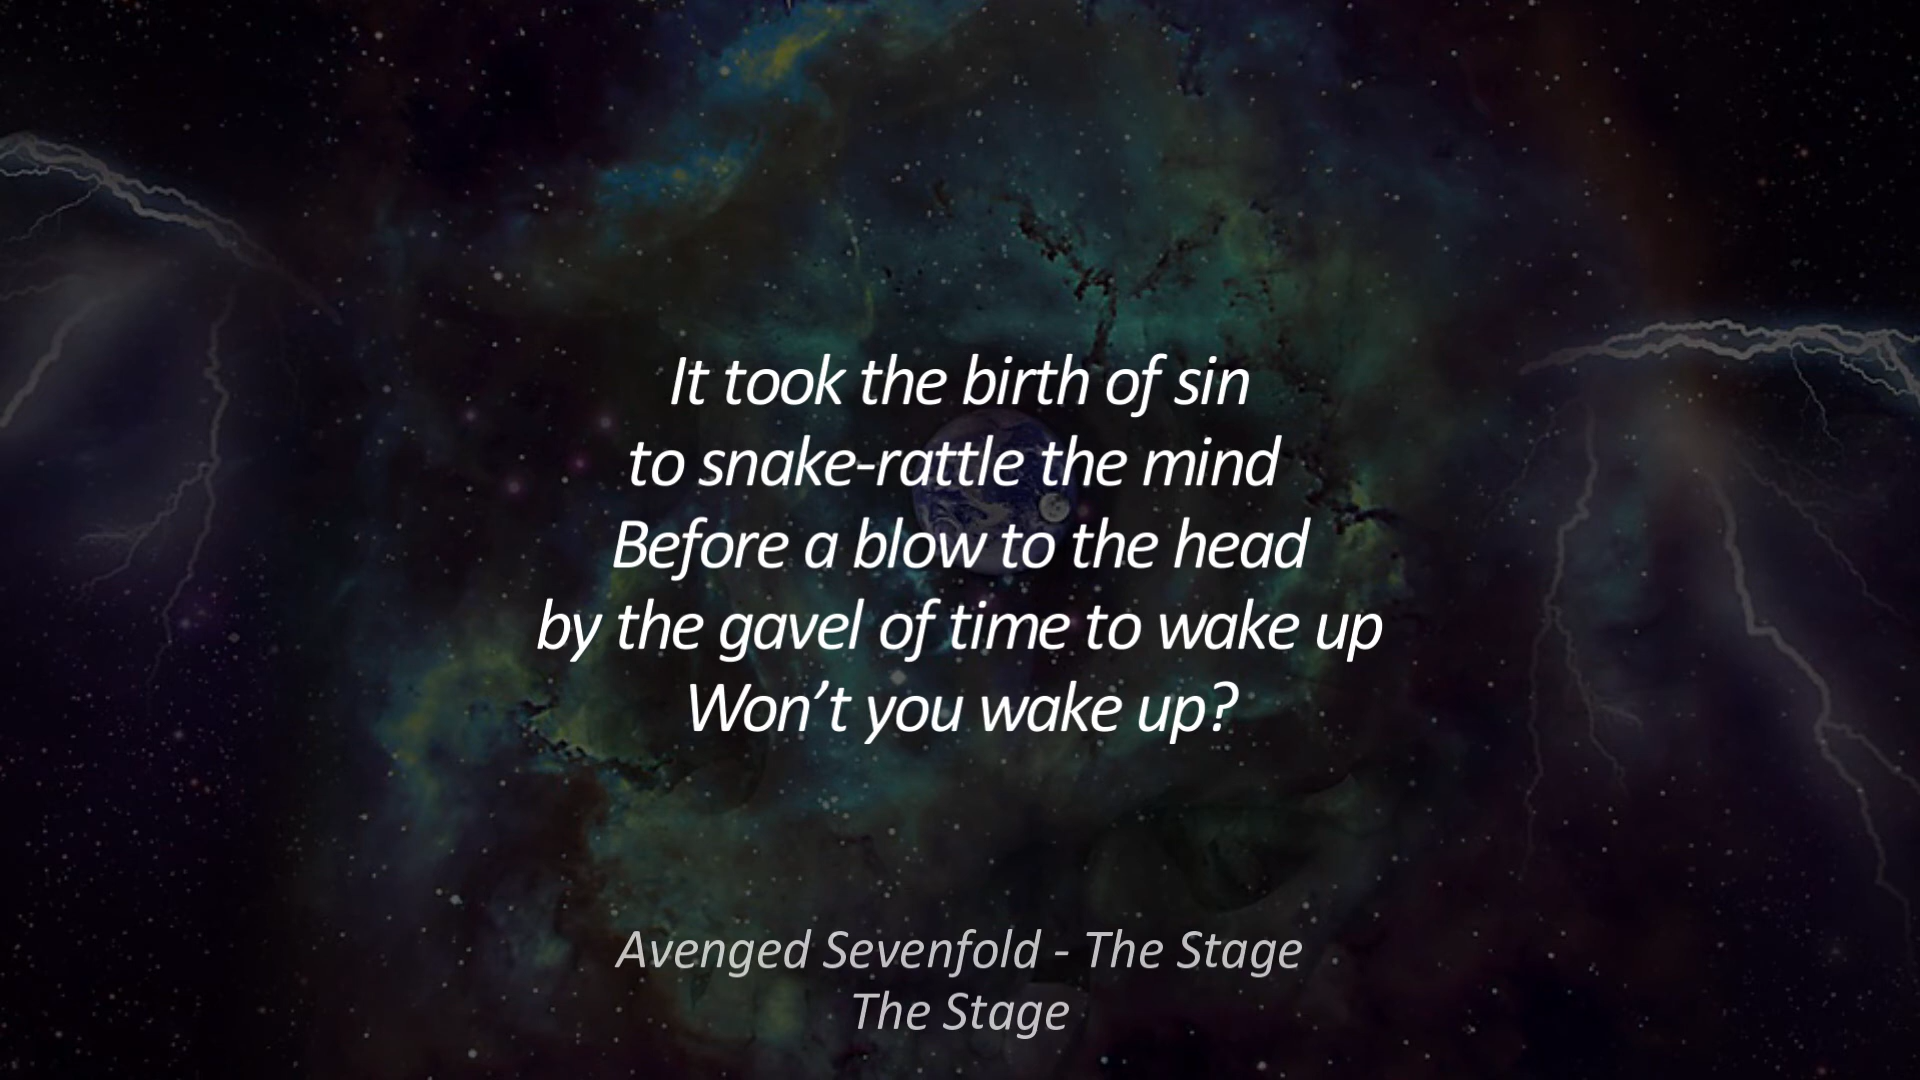 It took the birth of sin
to snake-rattle the mind
Before a blow to the head
by the gavel of time to wake up
Won’t you wake up?
Avenged Sevenfold - The Stage
The Stage